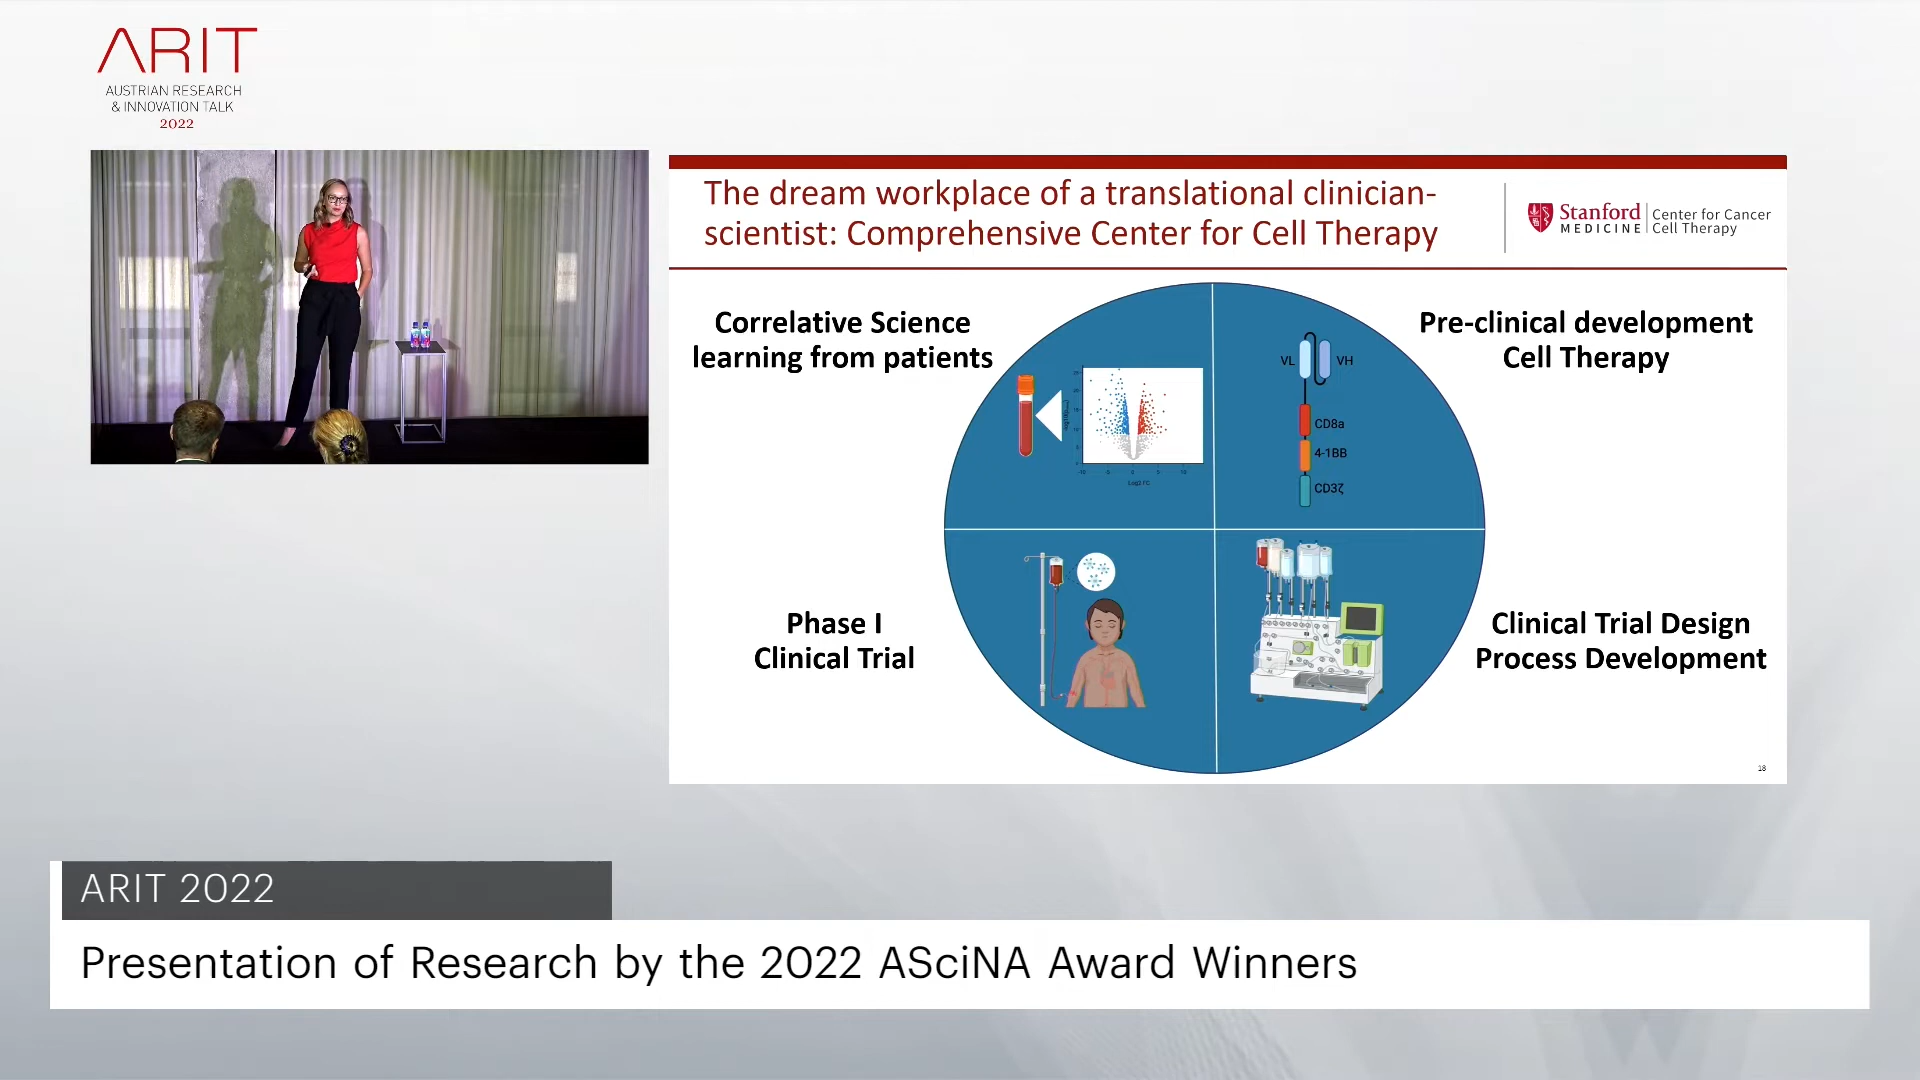 ARIT
AUSTRIAN RESEARCH
& INNOVATION TALK
2022
The dream workplace of a translational clinician-
scientist: Comprehensive Center for Cell Therapy
Stanford
MEDICINE
Center for Cancer
Cell Therapy
Correlative Science
learning from patients
Pre-clinical development
Cell Therapy
VL
VH
CD8a
4-1BB
CD3ζ
Log2 FC
Phase I
Clinical Trial
Clinical Trial Design
Process Development
18
ARIT 2022
Presentation of Research by the 2022 ASciNA Award Winners